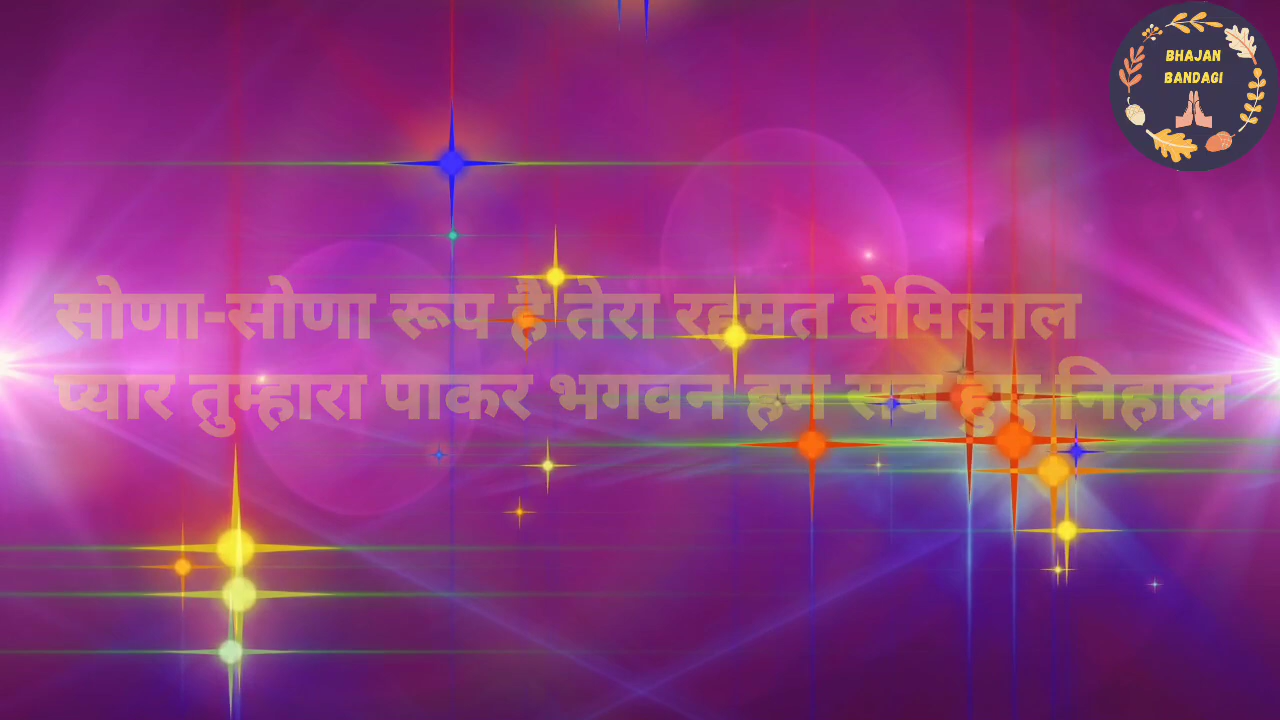 BHAJAN
BANDAGI
सोणा-सोणा रूप है तेरा रहमत बेमिसाल
प्यार तुम्हारा पाकर भगवन हम सब हुए निहाल